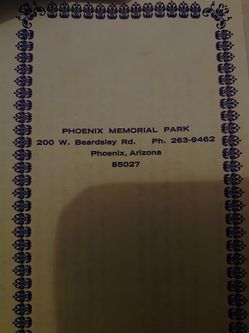 PHOENIX MEMORIAL PARK
200 W. Beardsley Rd. Ph. 263-9462
Phoenix, Arizona
85027